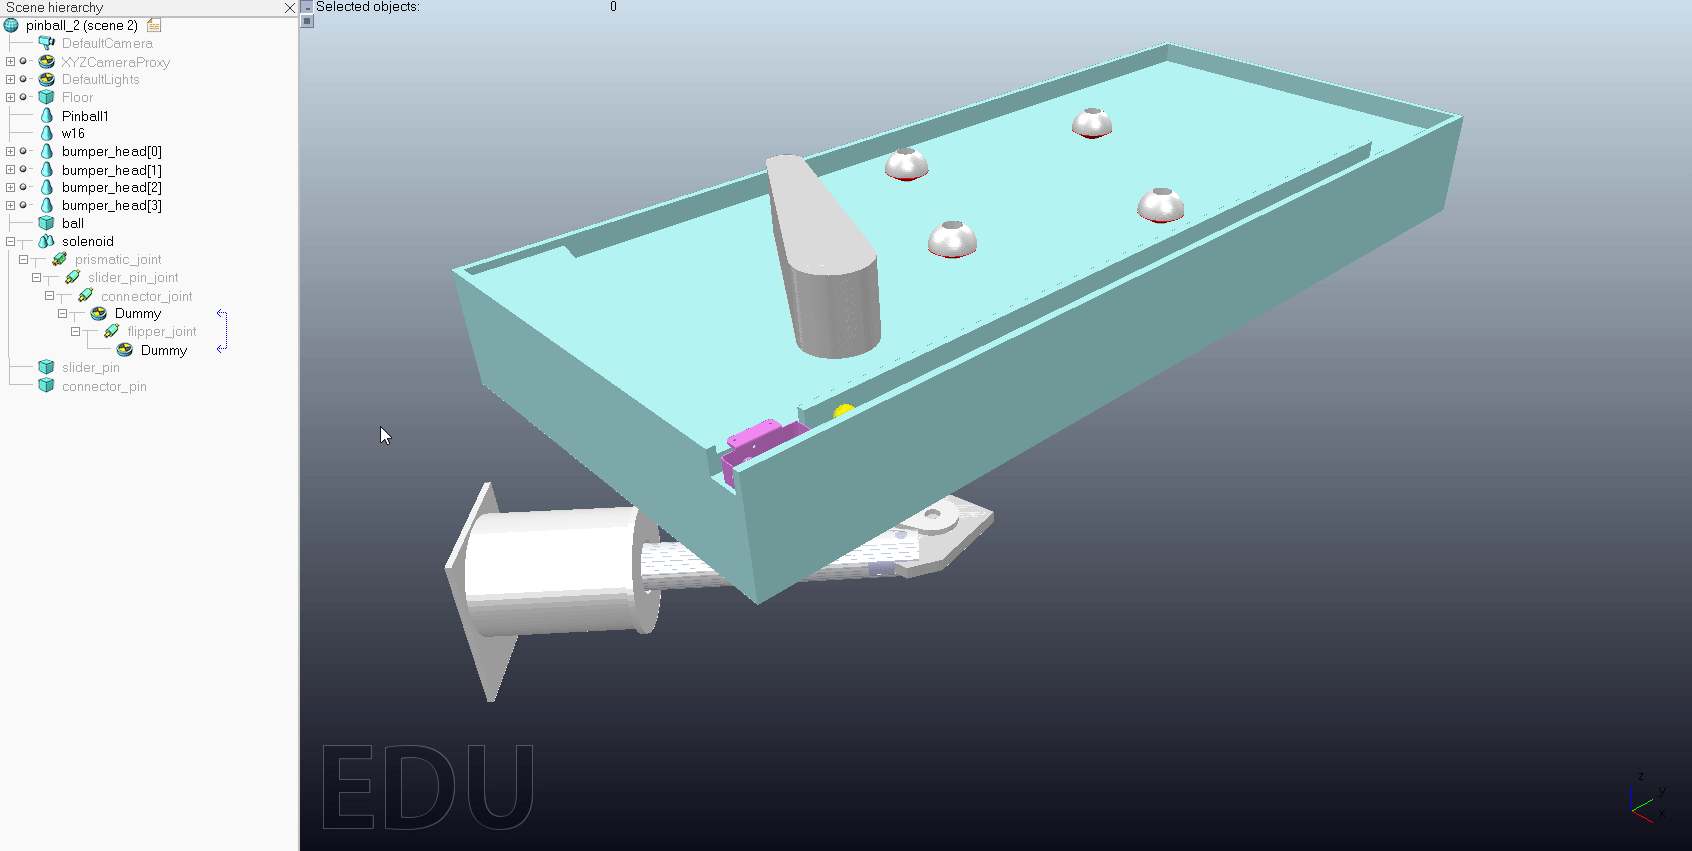 Scene hierarchy
Selected objects: 0
pinball_2 (scene 2)
DefaultCamera
XYZCameraProxy
DefaultLights
Floor
Pinball1
w16
bumper_head[0]
bumper_head[1]
bumper_head[2]
bumper_head[3]
ball
solenoid
prismatic_joint
slider_pin_joint
connector_joint
Dummy
flipper_joint
Dummy
slider_pin
connector_pin
EDU
z
y
x